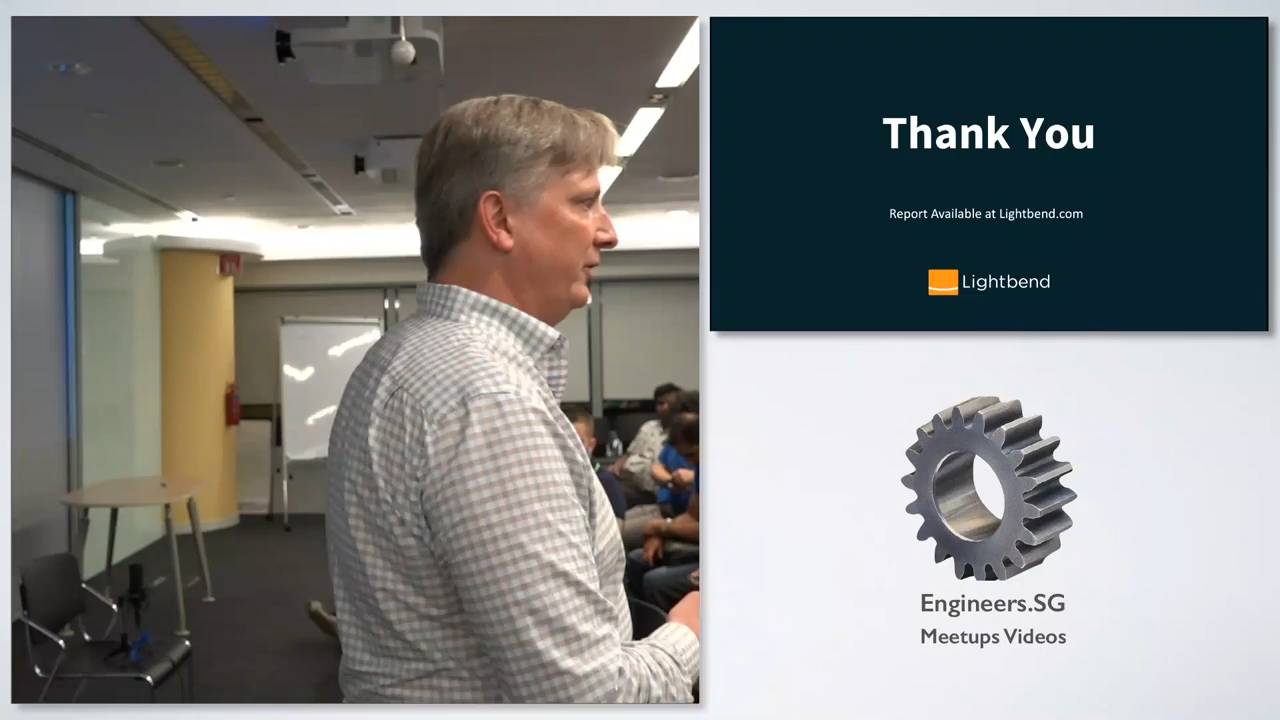 Thank You
Report Available at Lightbend.com
Lightbend
Engineers.SG
Meetups Videos